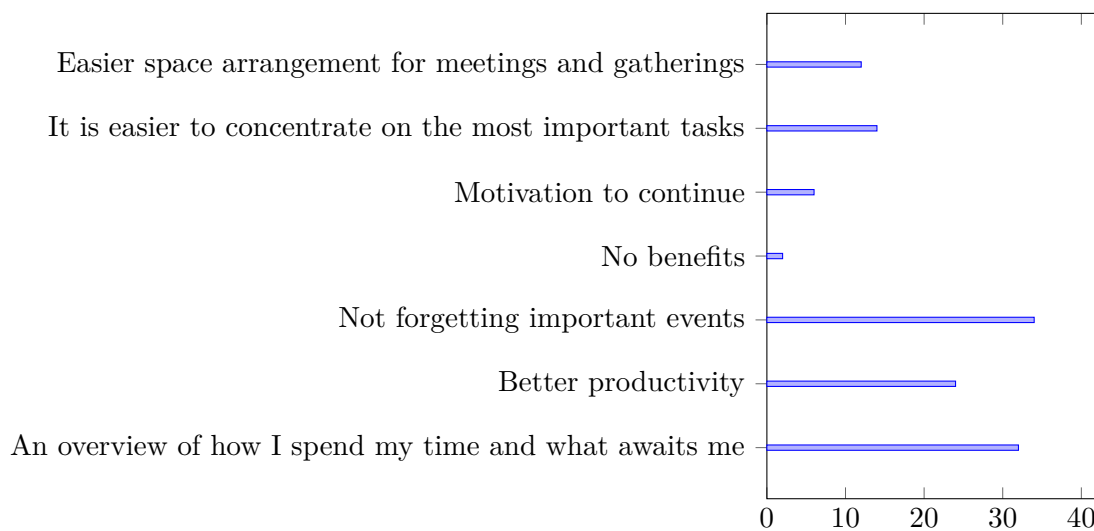 Easier space arrangement for meetings and gatherings
It is easier to concentrate on the most important tasks
Motivation to continue
No benefits
Not forgetting important events
Better productivity
An overview of how I spend my time and what awaits me
0 10 20 30 40